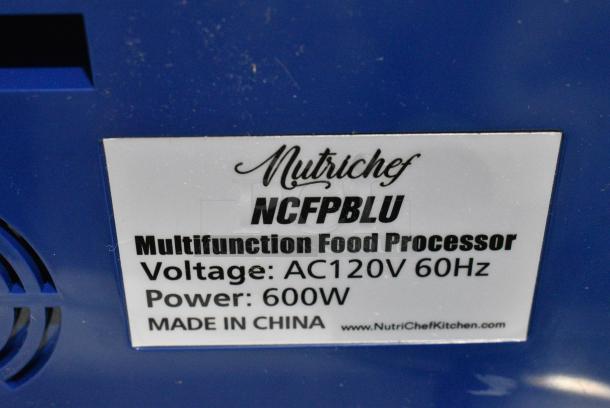 Nutrichef
NCFPBLU
Multifunction Food Processor
Voltage: AC120V 60Hz
Power: 600W
MADE IN CHINA www.NutriChefKitchen.com